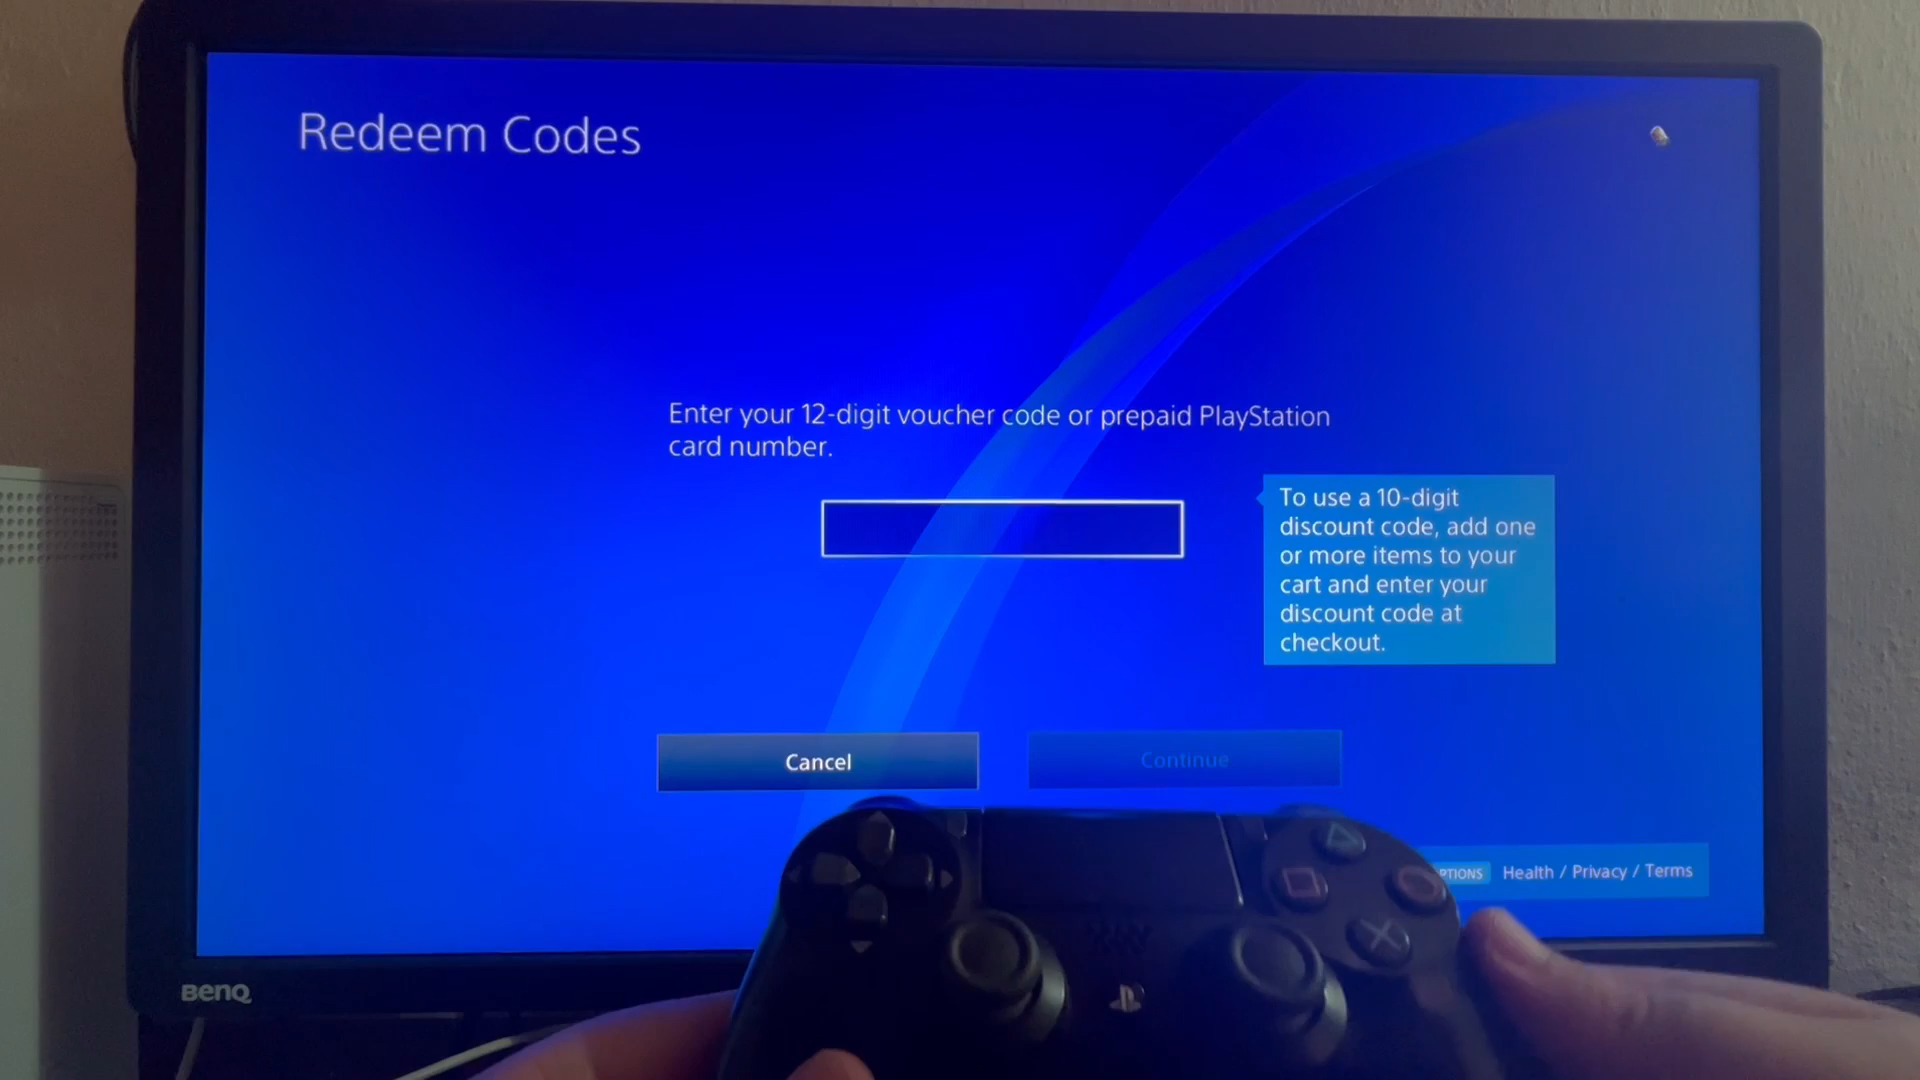 Redeem Codes
Enter your 12-digit voucher code or prepaid PlayStation
card number.
To use a 10-digit
discount code, add one
or more items to your
cart and enter your
discount code at
checkout.
Cancel
Continue
PTIONS Health / Privacy / Terms
BenQ